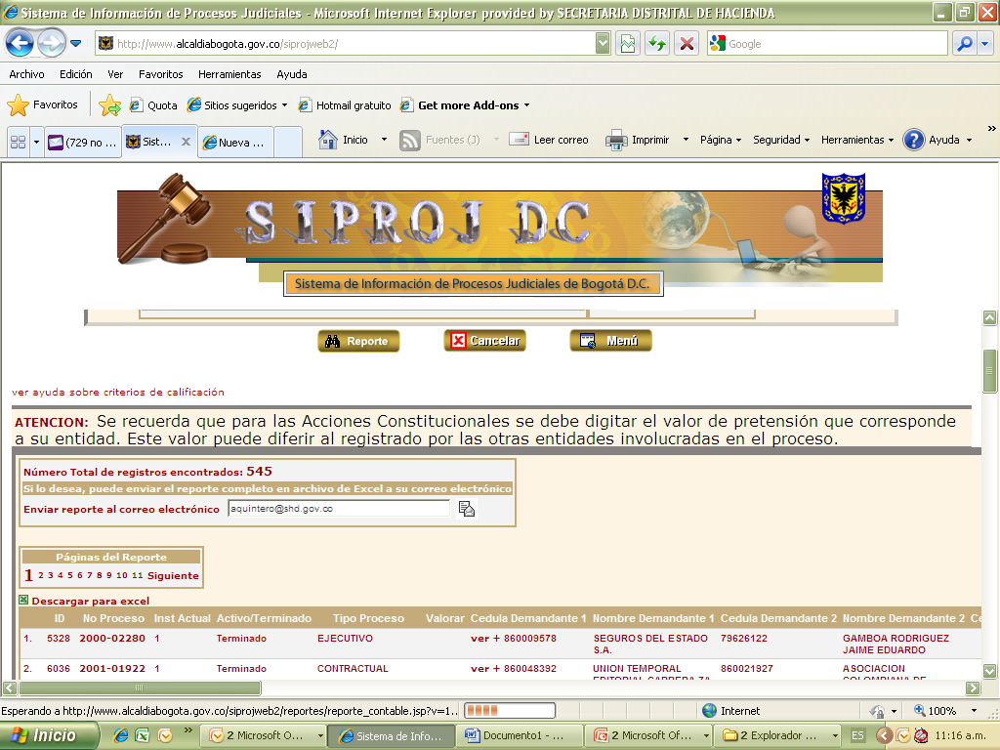 Sistema de Información de Procesos Judiciales - Microsoft Internet Explorer provided by SECRETARIA DISTRITAL DE HACIENDA
http://www.alcaldiabogota.gov.co/siprojweb2/
Google
Archivo Edición Ver Favoritos Herramientas Ayuda
Favoritos Quota Sitios sugeridos Hotmail gratuito Get more Add-ons
(729 no ... Sist... Nueva ... Inicio Fuentes (J) Leer correo Imprimir Página Seguridad Herramientas Ayuda
SIPROJ DC
Sistema de Información de Procesos Judiciales de Bogotá D.C.
Reporte Cancelar Menú
ver ayuda sobre criterios de calificación
ATENCION: Se recuerda que para las Acciones Constitucionales se debe digitar el valor de pretensión que corresponde
a su entidad. Este valor puede diferir al registrado por las otras entidades involucradas en el proceso.
Número Total de registros encontrados: 545
Si lo desea, puede enviar el reporte completo en archivo de Excel a su correo electrónico
Enviar reporte al correo electrónico aquintero@shd.gov.co
Páginas del Reporte
1 2 3 4 5 6 7 8 9 10 11 Siguiente
Descargar para excel
ID No Proceso Inst Actual Activo/Terminado Tipo Proceso Valorar Cedula Demandante 1 Nombre Demandante 1 Cedula Demandante 2 Nombre Demandante 2 Ce
1. 5328 2000-02280 1 Terminado EJECUTIVO ver + 860009578 SEGUROS DEL ESTADO 79626122 GAMBOA RODRIGUEZ
S.A. JAIME EDUARDO
2. 6036 2001-01922 1 Terminado CONTRACTUAL ver + 860048392 UNION TEMPORAL 860021927 ASOCIACION
EDITORIAL CARRERA 7A COLOMBIANA DE
Esperando a http://www.alcaldiabogota.gov.co/siprojweb2/reportes/reporte_contable.jsp?v=1.. Internet 100%
Inicio 2 Microsoft O... Sistema de Info... Documento1 - ... 2 Microsoft Of... 2 Explorador ... ES 11:16 a.m.